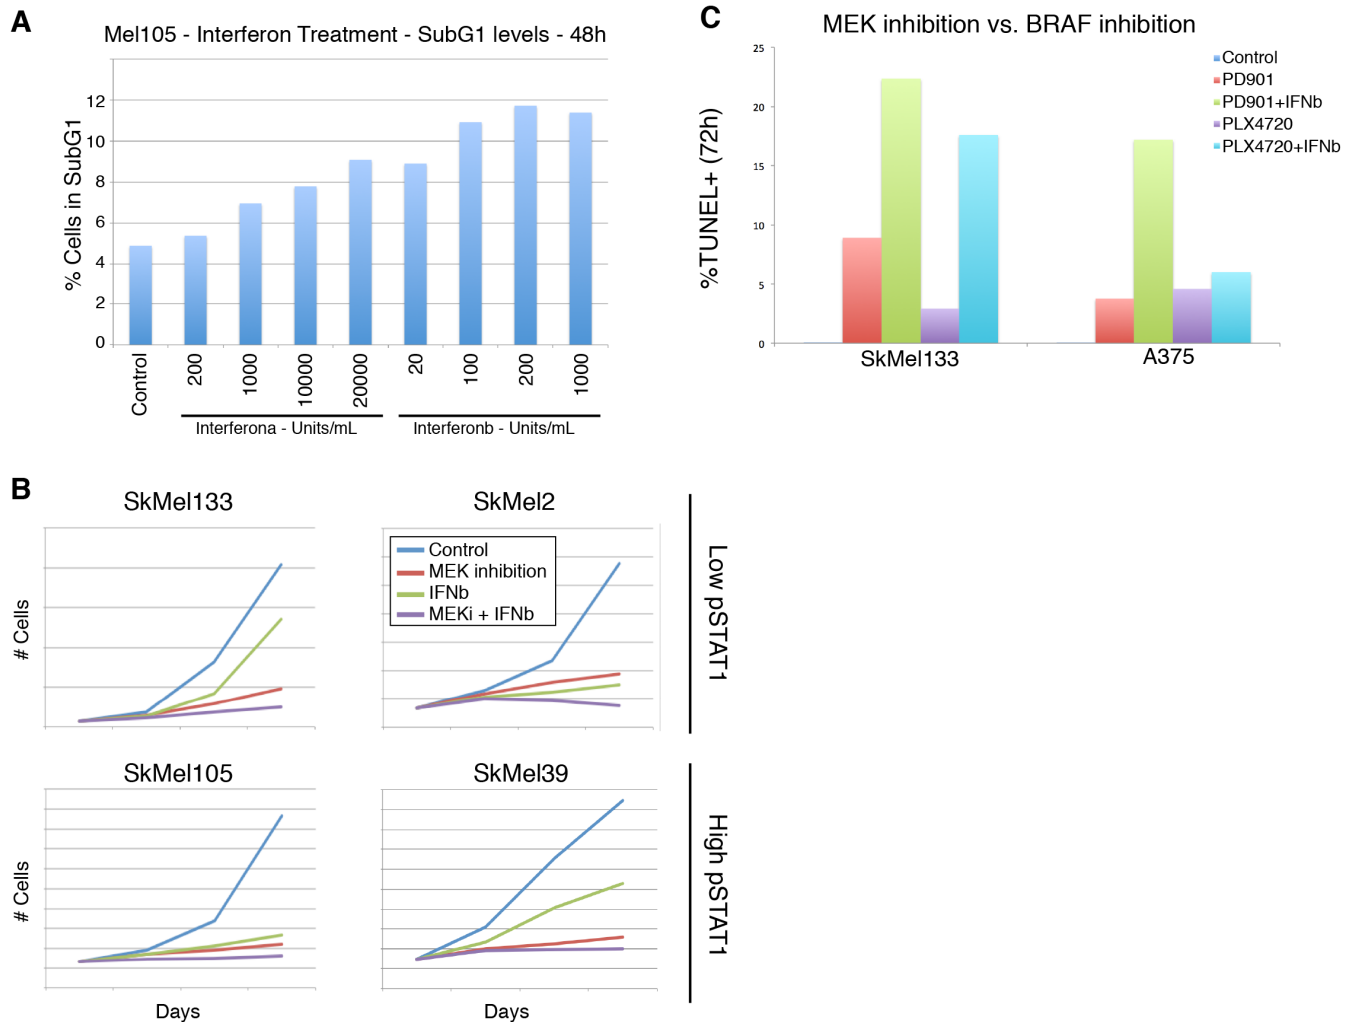 A
Mel105 - Interferon Treatment - SubG1 levels - 48h
% Cells in SubG1
12
10
8
6
4
2
0
Control
200
1000
10000
20000
20
100
200
1000
Interferona - Units/mL
Interferonb - Units/mL
C
MEK inhibition vs. BRAF inhibition
%TUNEL+ (72h)
25
20
15
10
5
0
Control
PD901
PD901+IFNb
PLX4720
PLX4720+IFNb
SkMel133
A375
B
SkMel133
# Cells
SkMel2
Control
MEK inhibition
IFNb
MEKi + IFNb
Low pSTAT1
SkMel105
# Cells
Days
SkMel39
Days
High pSTAT1